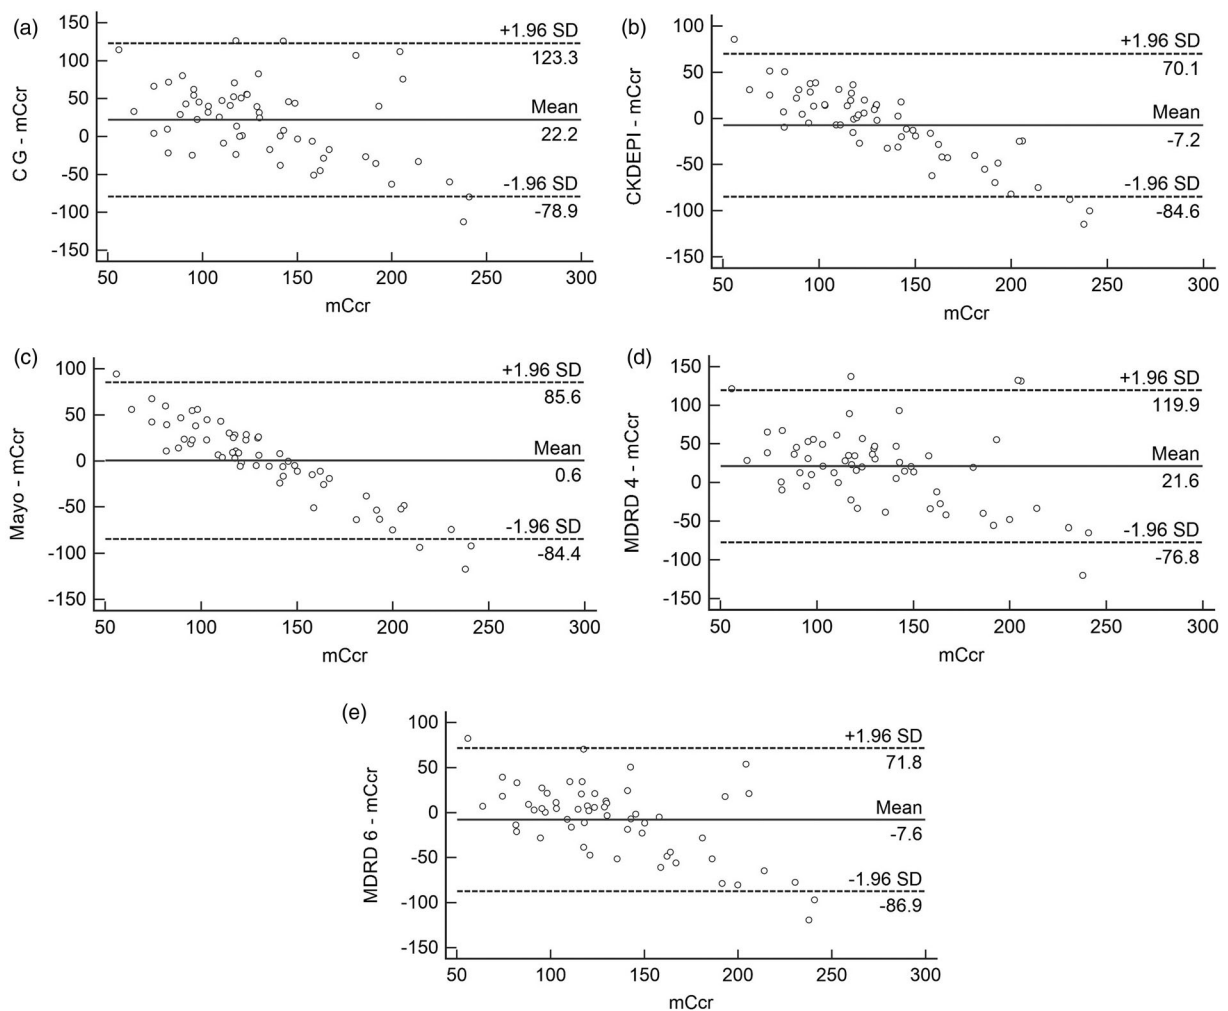 (a)
150
100
50
0
-50
-100
-150
C G - mCcr
+1.96 SD
123.3
Mean
22.2
-1.96 SD
-78.9
50 100 150 200 250 300
mCcr
(b)
100
50
0
-50
-100
-150
CKDEPI - mCcr
+1.96 SD
70.1
Mean
-7.2
-1.96 SD
-84.6
50 100 150 200 250 300
mCcr
(c)
100
50
0
-50
-100
-150
Mayo - mCcr
+1.96 SD
85.6
Mean
0.6
-1.96 SD
-84.4
50 100 150 200 250 300
mCcr
(d)
150
100
50
0
-50
-100
-150
MDRD 4 - mCcr
+1.96 SD
119.9
Mean
21.6
-1.96 SD
-76.8
50 100 150 200 250 300
mCcr
(e)
100
50
0
-50
-100
-150
MDRD 6 - mCcr
+1.96 SD
71.8
Mean
-7.6
-1.96 SD
-86.9
50 100 150 200 250 300
mCcr